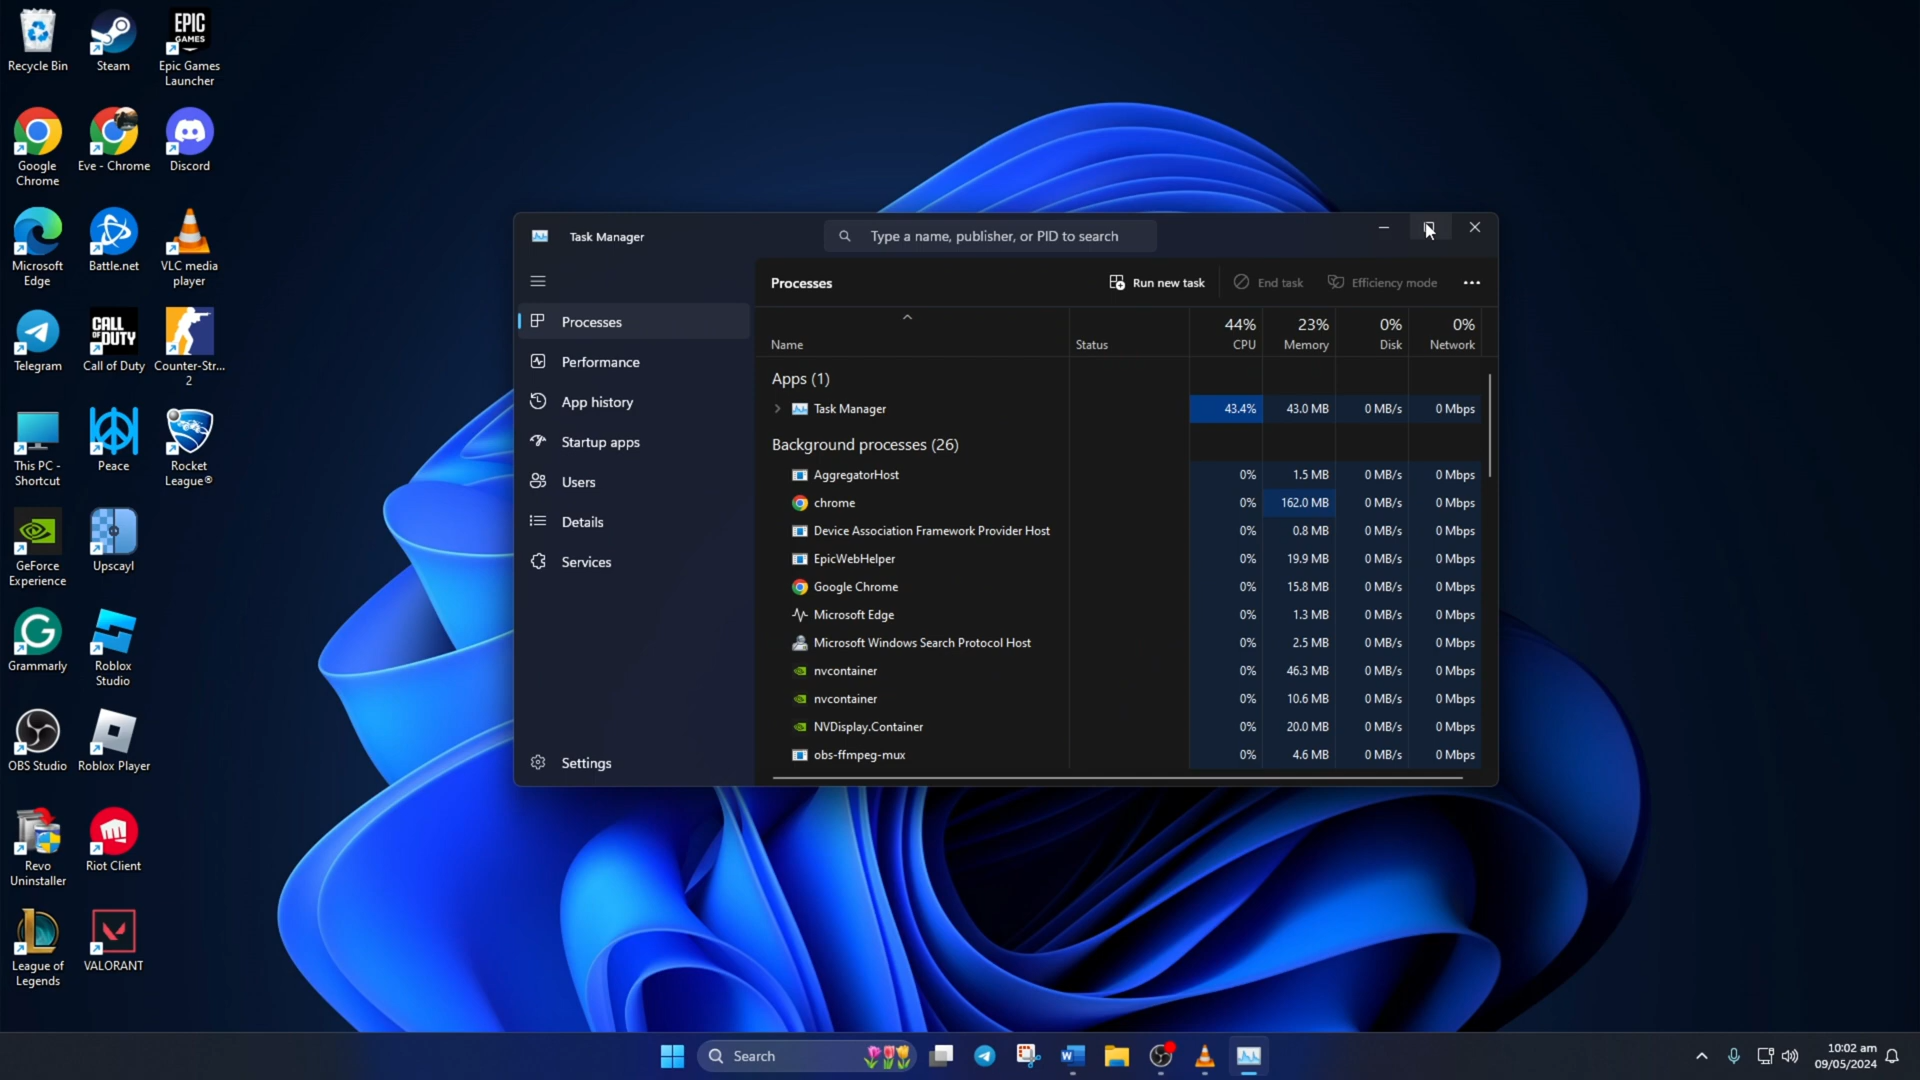 Recycle Bin
Steam
EPIC
GAMES
Epic Games
Launcher
Google
Chrome
Eve - Chrome
Discord
Microsoft
Edge
Battle.net
VLC media
player
Telegram
CALL
OF DUTY
Call of Duty
Counter-Str...
2
This PC -
Shortcut
Peace
Rocket
League®
GeForce
Experience
Upscayl
Grammarly
Roblox
Studio
OBS Studio
Roblox Player
Revo
Uninstaller
Riot Client
League of
Legends
VALORANT
Task Manager
Type a name, publisher, or PID to search
Processes
Performance
App history
Startup apps
Users
Details
Services
Settings
Processes
Run new task
End task
Efficiency mode
Name
Status
44%
CPU
23%
Memory
0%
Disk
0%
Network
Apps (1)
Task Manager 43.4% 43.0 MB 0 MB/s 0 Mbps
Background processes (26)
AggregatorHost 0% 1.5 MB 0 MB/s 0 Mbps
chrome 0% 162.0 MB 0 MB/s 0 Mbps
Device Association Framework Provider Host 0% 0.8 MB 0 MB/s 0 Mbps
EpicWebHelper 0% 19.9 MB 0 MB/s 0 Mbps
Google Chrome 0% 15.8 MB 0 MB/s 0 Mbps
Microsoft Edge 0% 1.3 MB 0 MB/s 0 Mbps
Microsoft Windows Search Protocol Host 0% 2.5 MB 0 MB/s 0 Mbps
nvcontainer 0% 46.3 MB 0 MB/s 0 Mbps
nvcontainer 0% 10.6 MB 0 MB/s 0 Mbps
NVDisplay.Container 0% 20.0 MB 0 MB/s 0 Mbps
obs-ffmpeg-mux 0% 4.6 MB 0 MB/s 0 Mbps
Search
10:02 am
09/05/2024